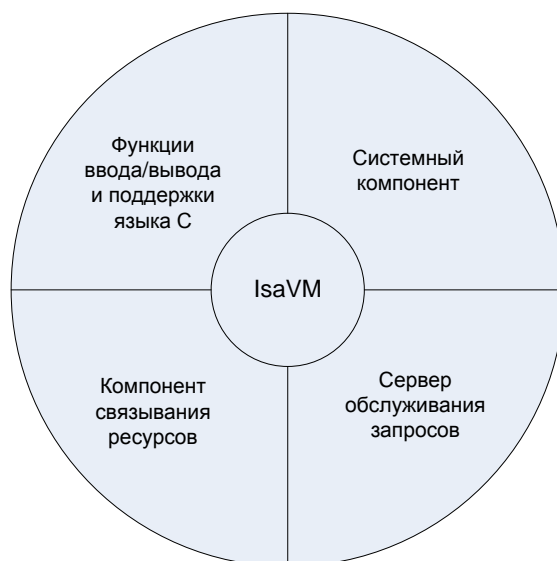 Функции
ввода/вывода
и поддержки
языка C
Системный
компонент
IsaVM
Компонент
связывания
ресурсов
Сервер
обслуживания
запросов